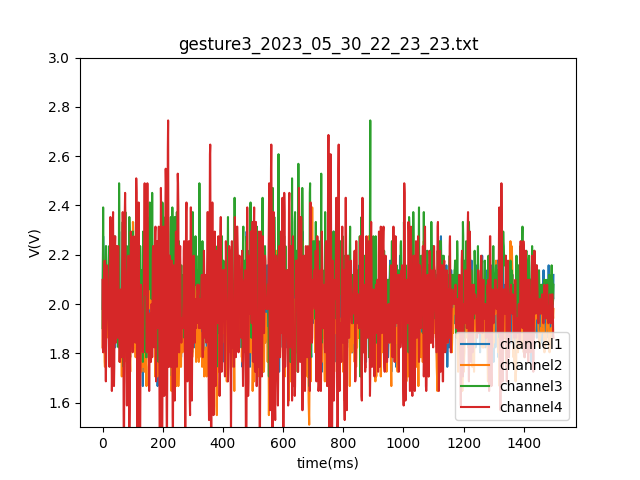 gesture3_2023_05_30_22_23_23.txt
3.0
2.8
2.6
2.4
2.2
2.0
1.8
1.6
V(V)
0 200 400 600 800 1000 1200 1400
time(ms)
channel1
channel2
channel3
channel4